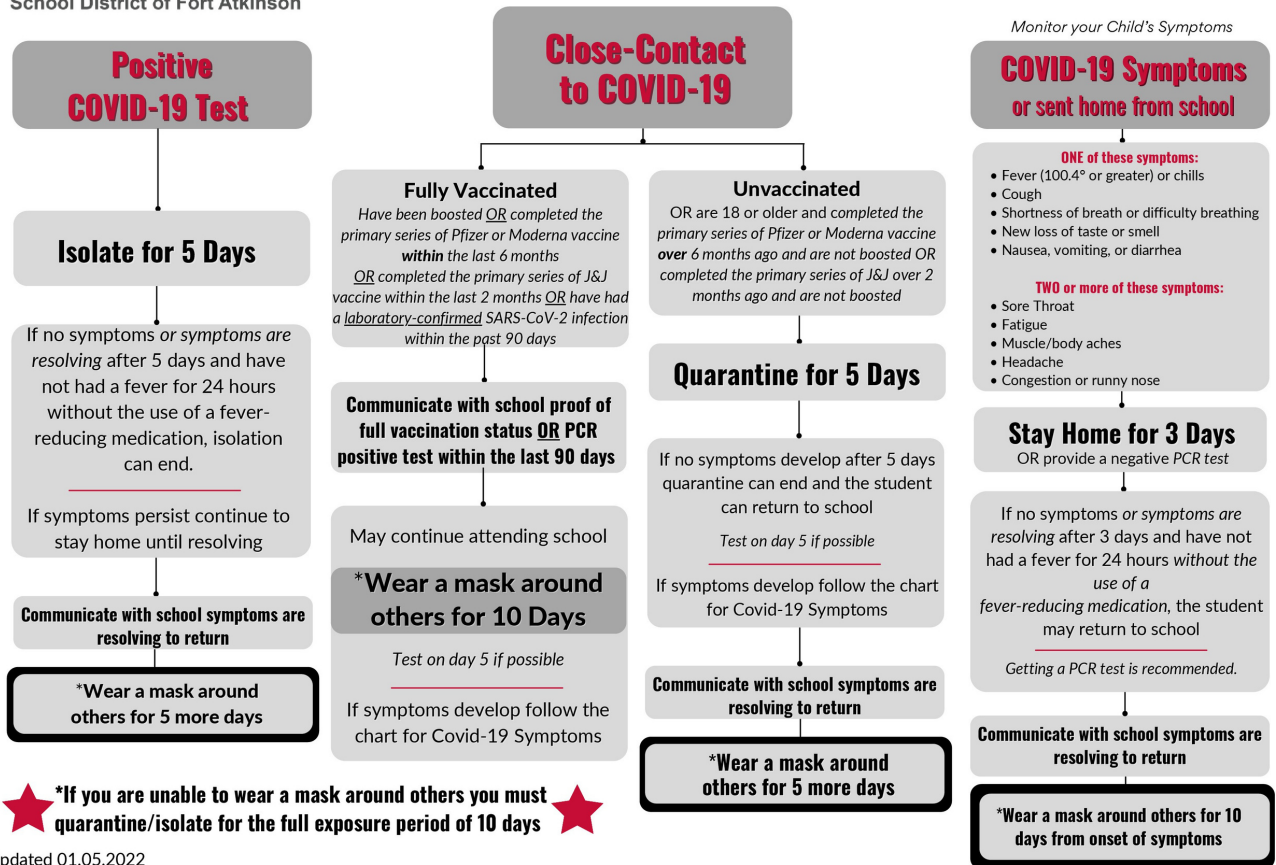 School District of Fort Atkinson
Positive
COVID-19 Test
Isolate for 5 Days
If no symptoms or symptoms are
resolving after 5 days and have
not had a fever for 24 hours
without the use of a fever-
reducing medication, isolation
can end.
If symptoms persist continue to
stay home until resolving
Communicate with school symptoms are
resolving to return
*Wear a mask around
others for 5 more days
Close-Contact
to COVID-19
Fully Vaccinated
Have been boosted OR completed the
primary series of Pfizer or Moderna vaccine
within the last 6 months
OR completed the primary series of J&J
vaccine within the last 2 months OR have had
a laboratory-confirmed SARS-CoV-2 infection
within the past 90 days
Communicate with school proof of
full vaccination status OR PCR
positive test within the last 90 days
May continue attending school
*Wear a mask around
others for 10 Days
Test on day 5 if possible
If symptoms develop follow the
chart for Covid-19 Symptoms
Unvaccinated
OR are 18 or older and completed the
primary series of Pfizer or Moderna vaccine
over 6 months ago and are not boosted OR
completed the primary series of J&J over 2
months ago and are not boosted
Quarantine for 5 Days
If no symptoms develop after 5 days
quarantine can end and the student
can return to school
Test on day 5 if possible
If symptoms develop follow the chart
for Covid-19 Symptoms
Communicate with school symptoms are
resolving to return
*Wear a mask around
others for 5 more days
Monitor your Child's Symptoms
COVID-19 Symptoms
or sent home from school
ONE of these symptoms:
• Fever (100.4° or greater) or chills
• Cough
• Shortness of breath or difficulty breathing
• New loss of taste or smell
• Nausea, vomiting, or diarrhea
TWO or more of these symptoms:
• Sore Throat
• Fatigue
• Muscle/body aches
• Headache
• Congestion or runny nose
Stay Home for 3 Days
OR provide a negative PCR test
If no symptoms or symptoms are
resolving after 3 days and have not
had a fever for 24 hours without the
use of a
fever-reducing medication, the student
may return to school
Getting a PCR test is recommended.
Communicate with school symptoms are
resolving to return
*Wear a mask around others for 10
days from onset of symptoms
*If you are unable to wear a mask around others you must
quarantine/isolate for the full exposure period of 10 days
pdated 01.05.2022